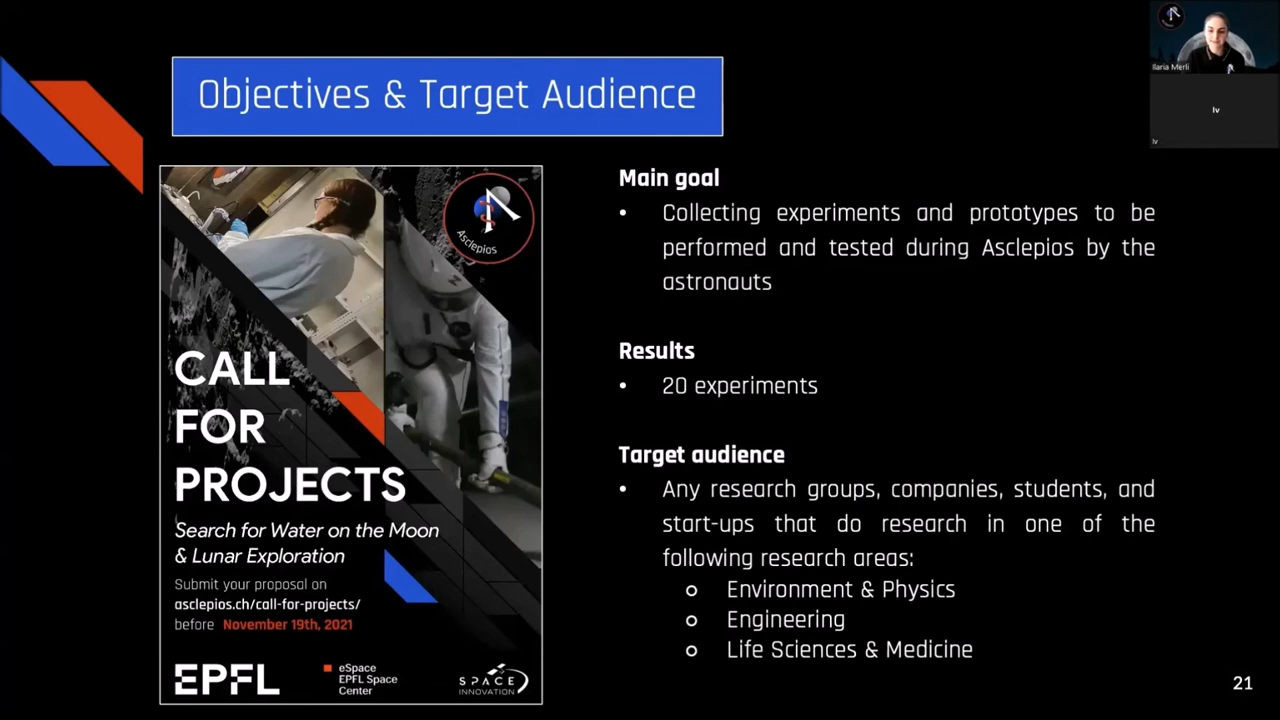 Objectives & Target Audience
Ilaria Merli
lv
lv
Asclepios
CALL
FOR
PROJECTS
Search for Water on the Moon
& Lunar Exploration
Submit your proposal on
asclepios.ch/call-for-projects/
before November 19th, 2021
EPFL
eSpace
EPFL Space
Center
SPACE
INNOVATION
Main goal
• Collecting experiments and prototypes to be
performed and tested during Asclepios by the
astronauts
Results
• 20 experiments
Target audience
• Any research groups, companies, students, and
start-ups that do research in one of the
following research areas:
o Environment & Physics
o Engineering
o Life Sciences & Medicine
21